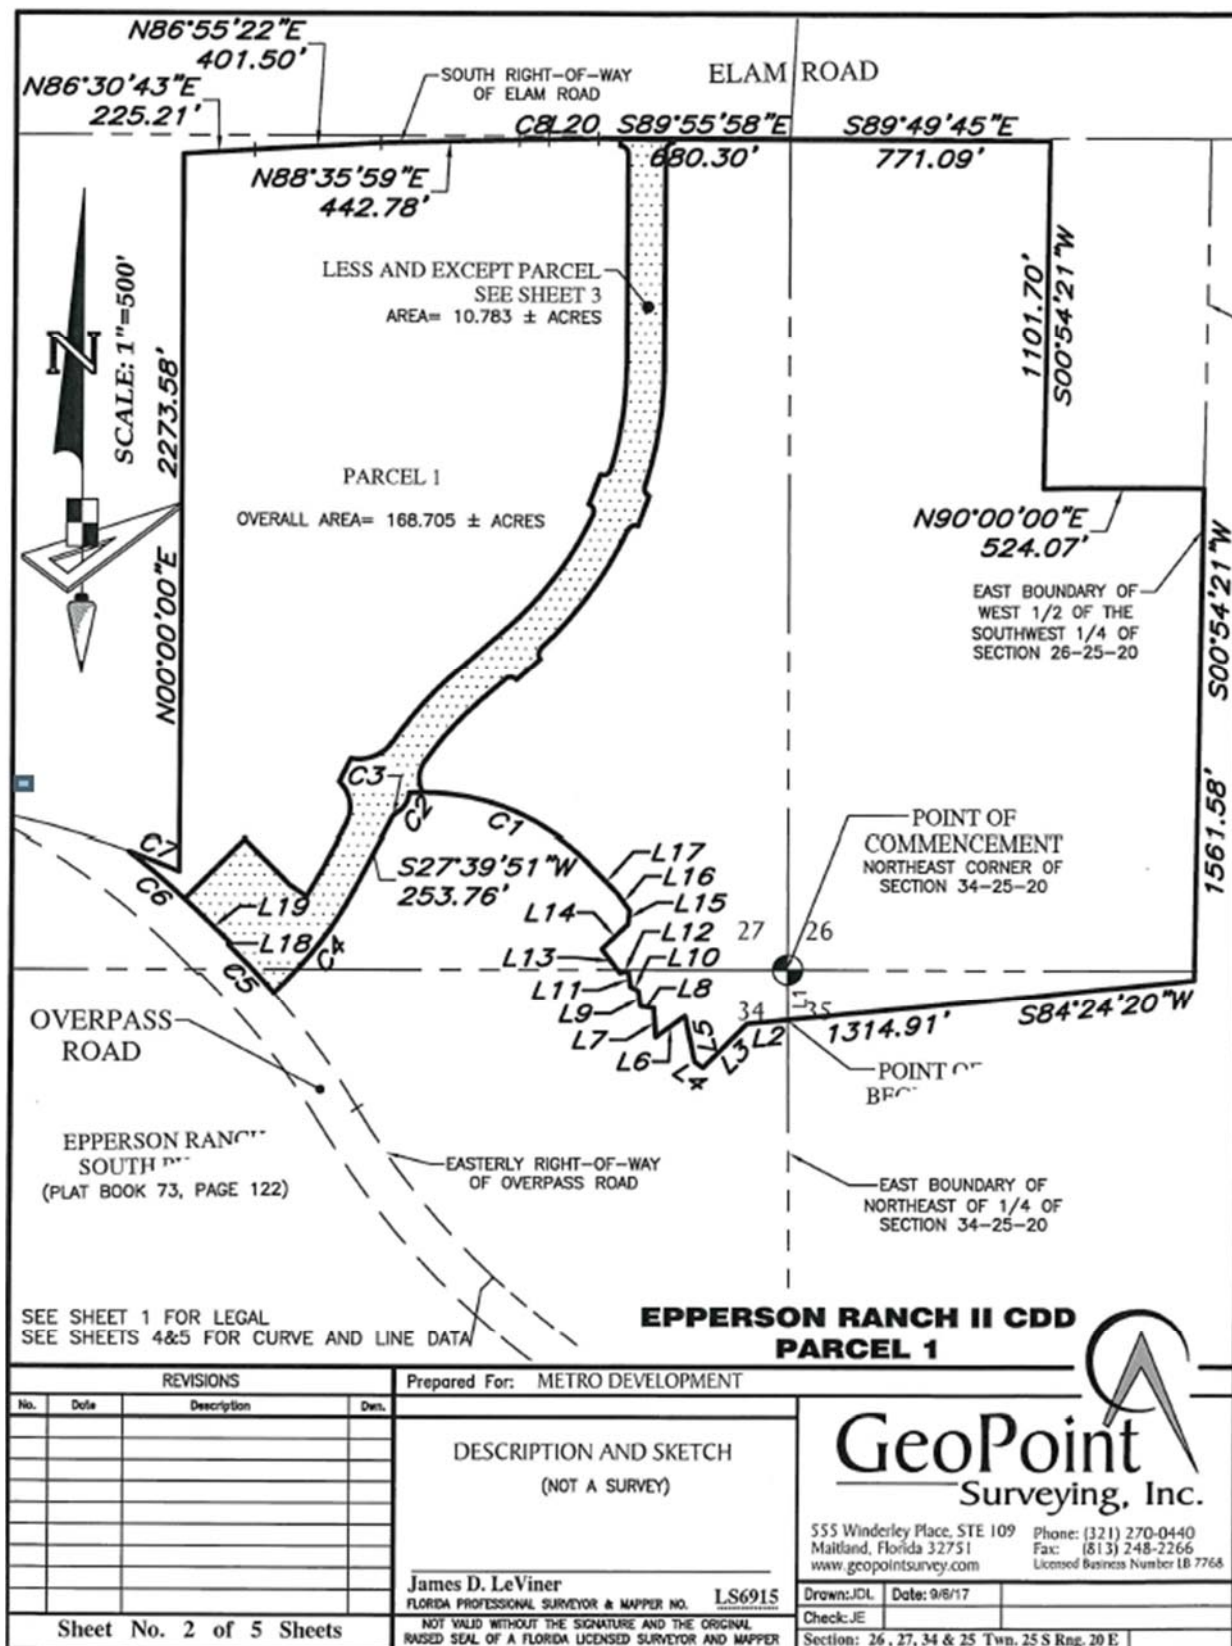 N86°55'22"E
401.50'
N86°30'43"E
225.21'
SOUTH RIGHT-OF-WAY
OF ELAM ROAD
ELAM ROAD
C8 L20 S89°55'58"E
680.30'
S89°49'45"E
771.09'
N88°35'59"E
442.78'
LESS AND EXCEPT PARCEL
SEE SHEET 3
AREA= 10.783 ± ACRES
N
SCALE: 1"=500'
2273.58'
N00°00'00"E
1101.70'
S00°54'21"W
PARCEL 1
OVERALL AREA= 168.705 ± ACRES
N90°00'00"E
524.07'
EAST BOUNDARY OF
WEST 1/2 OF THE
SOUTHWEST 1/4 OF
SECTION 26-25-20
S00°54'21"W
1561.58'
C3
C2
C1
POINT OF
COMMENCEMENT
NORTHEAST CORNER OF
SECTION 34-25-20
C7
C6
S27°39'51"W
253.76'
L17
L16
L15
L14
L19
L18
C4
C5
L13
L12
L10
L11
L9
L8
L7
L6
L5
L4
L3
L2
L1
27
26
34
35
1314.91'
S84°24'20"W
OVERPASS
ROAD
POINT
EPPERSON
SOUTH
(PLAT BOOK 73, PAGE 122)
EASTERLY RIGHT-OF-WAY
OF OVERPASS ROAD
EAST BOUNDARY OF
NORTHEAST OF 1/4 OF
SECTION 34-25-20
SEE SHEET 1 FOR LEGAL
SEE SHEETS 4&5 FOR CURVE AND LINE DATA
EPPERSON RANCH II CDD
PARCEL 1
REVISIONS
No. Date Description Dwn.
Prepared For: METRO DEVELOPMENT
DESCRIPTION AND SKETCH
(NOT A SURVEY)
James D. LeViner
FLORIDA PROFESSIONAL SURVEYOR & MAPPER NO. LS6915
NOT VALID WITHOUT THE SIGNATURE AND THE ORIGINAL
RAISED SEAL OF A FLORIDA LICENSED SURVEYOR AND MAPPER
Sheet No. 2 of 5 Sheets
GeoPoint
Surveying, Inc.
555 Winderley Place, STE 109
Maitland, Florida 32751
www.geopointsurvey.com
Phone: (321) 270-0440
Fax: (813) 248-2266
Licensed Business Number LB 7768
Drawn:JDL Date: 9/6/17
Check:JE
Section: 26, 27, 34 & 25 Twn. 25 S Rng. 20 E